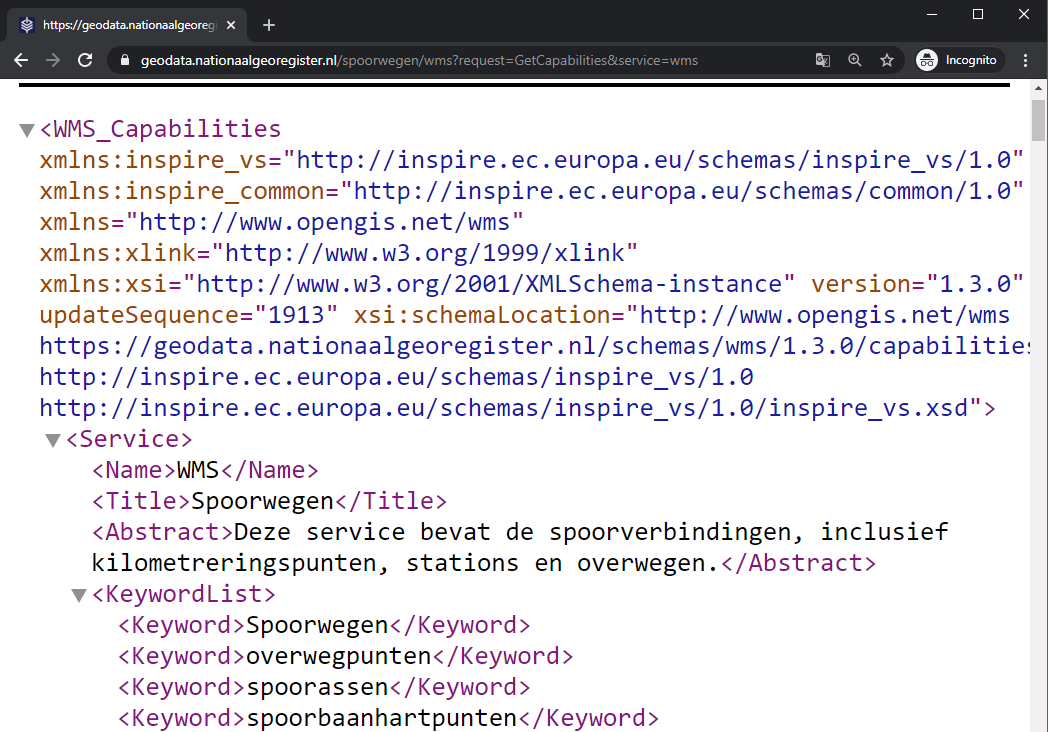 https://geodata.nationaalgeoregi
geodata.nationaalgeoregister.nl/spoorwegen/wms?request=GetCapabilities&service=wms
Incognito
<WMS_Capabilities
xmlns:inspire_vs="http://inspire.ec.europa.eu/schemas/inspire_vs/1.0"
xmlns:inspire_common="http://inspire.ec.europa.eu/schemas/common/1.0"
xmlns="http://www.opengis.net/wms"
xmlns:xlink="http://www.w3.org/1999/xlink"
xmlns:xsi="http://www.w3.org/2001/XMLSchema-instance" version="1.3.0"
updateSequence="1913" xsi:schemaLocation="http://www.opengis.net/wms
https://geodata.nationaalgeoregister.nl/schemas/wms/1.3.0/capabilities
http://inspire.ec.europa.eu/schemas/inspire_vs/1.0
http://inspire.ec.europa.eu/schemas/inspire_vs/1.0/inspire_vs.xsd">
<Service>
<Name>WMS</Name>
<Title>Spoorwegen</Title>
<Abstract>Deze service bevat de spoorverbindingen, inclusief
kilometreringspunten, stations en overwegen.</Abstract>
<KeywordList>
<Keyword>Spoorwegen</Keyword>
<Keyword>overwegpunten</Keyword>
<Keyword>spoorassen</Keyword>
<Keyword>spoorbaanhartpunten</Keyword>